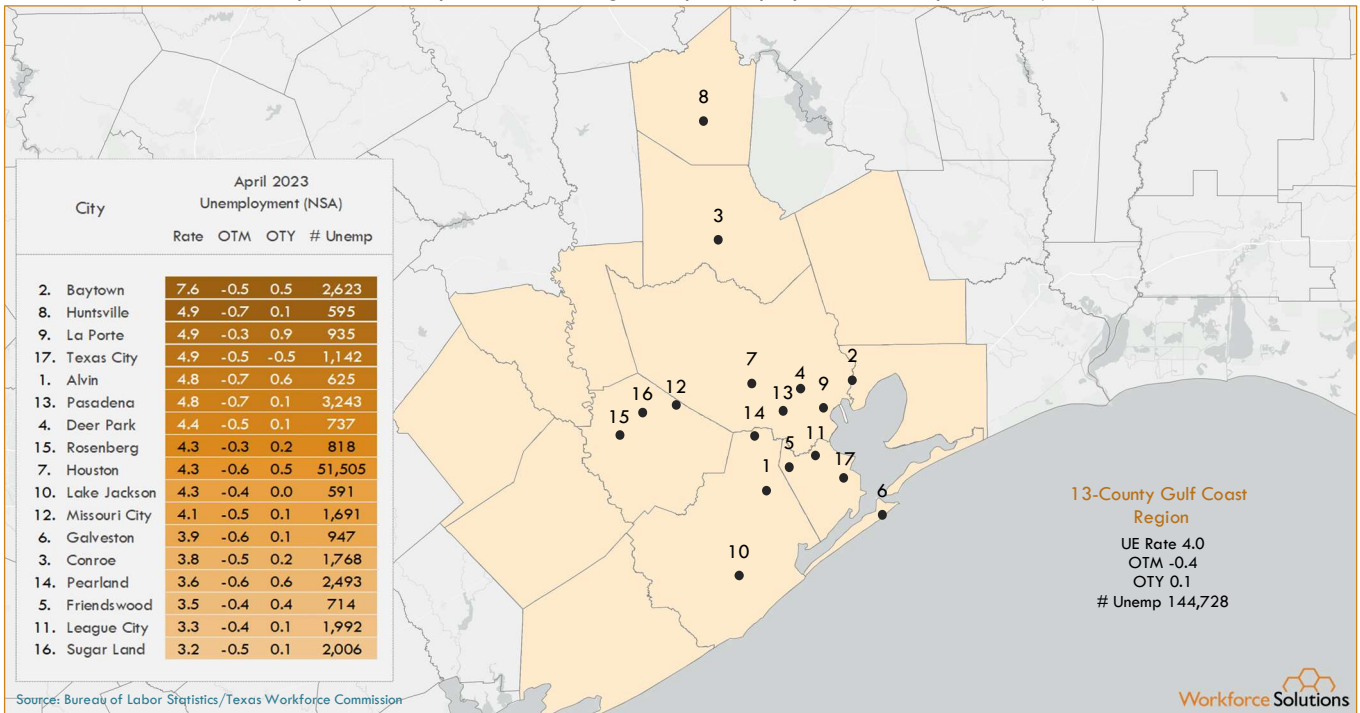 City
April 2023
Unemployment (NSA)
Rate OTM OTY # Unemp
2. Baytown 7.6 -0.5 0.5 2,623
8. Huntsville 4.9 -0.7 0.1 595
9. La Porte 4.9 -0.3 0.9 935
17. Texas City 4.9 -0.5 -0.5 1,142
1. Alvin 4.8 -0.7 0.6 625
13. Pasadena 4.8 -0.7 0.1 3,243
4. Deer Park 4.4 -0.5 0.1 737
15. Rosenberg 4.3 -0.3 0.2 818
7. Houston 4.3 -0.6 0.5 51,505
10. Lake Jackson 4.3 -0.4 0.0 591
12. Missouri City 4.1 -0.5 0.1 1,691
6. Galveston 3.9 -0.6 0.1 947
3. Conroe 3.8 -0.5 0.2 1,768
14. Pearland 3.6 -0.6 0.6 2,493
5. Friendswood 3.5 -0.4 0.4 714
11. League City 3.3 -0.4 0.1 1,992
16. Sugar Land 3.2 -0.5 0.1 2,006
Source: Bureau of Labor Statistics/Texas Workforce Commission
8
3
7
2
4
9
13
12
16
15
14
11
5
1
17
6
10
13-County Gulf Coast
Region
UE Rate 4.0
OTM -0.4
OTY 0.1
# Unemp 144,728
Workforce Solutions